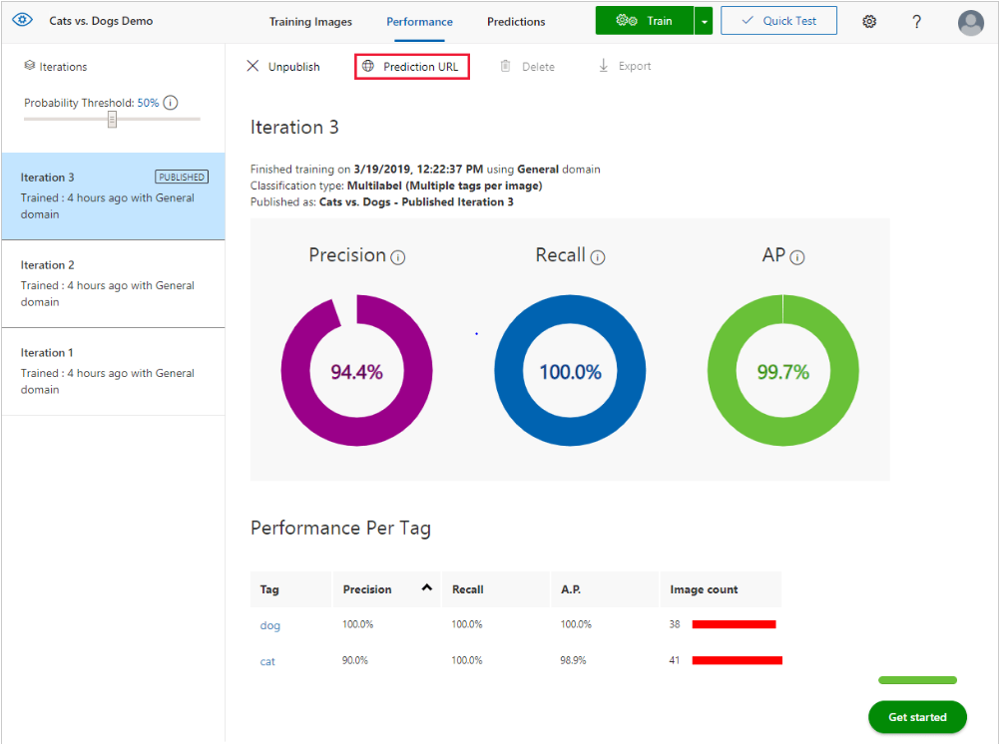 Cats vs. Dogs Demo
Training Images
Performance
Predictions
Train
Quick Test
?
Iterations
Probability Threshold: 50% i
Iteration 3
PUBLISHED
Trained : 4 hours ago with General
domain
Iteration 2
Trained : 4 hours ago with General
domain
Iteration 1
Trained : 4 hours ago with General
domain
Unpublish
Prediction URL
Delete
Export
Iteration 3
Finished training on 3/19/2019, 12:22:37 PM using General domain
Classification type: Multilabel (Multiple tags per image)
Published as: Cats vs. Dogs - Published Iteration 3
Precision i
Recall i
AP i
94.4%
100.0%
99.7%
Performance Per Tag
Tag Precision Recall A.P. Image count
dog 100.0% 100.0% 100.0% 38
cat 90.0% 100.0% 98.9% 41
Get started